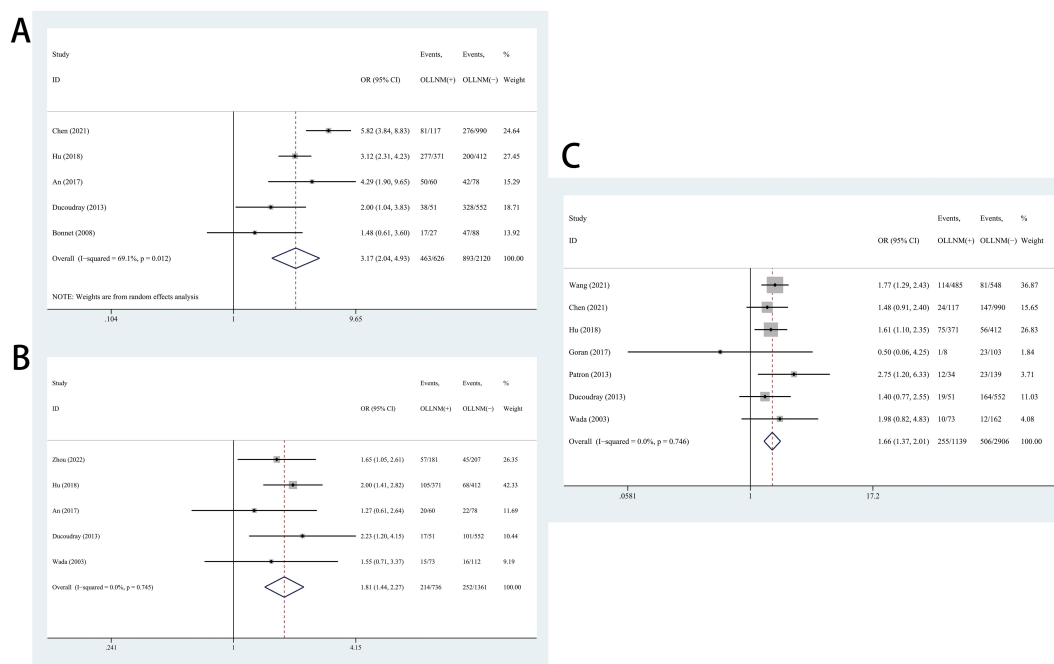 A
Study Events, Events, %
ID OR (95% CI) OLLNM(+) OLLNM(−) Weight
Chen (2021) 5.82 (3.84, 8.83) 81/117 276/990 24.64
Hu (2018) 3.12 (2.31, 4.23) 277/371 200/412 27.45
An (2017) 4.29 (1.90, 9.65) 50/60 42/78 15.29
Ducoudray (2013) 2.00 (1.04, 3.83) 38/51 328/552 18.71
Bonnet (2008) 1.48 (0.61, 3.60) 17/27 47/88 13.92
Overall (I-squared = 69.1%, p = 0.012) 3.17 (2.04, 4.93) 463/626 893/2120 100.00
NOTE: Weights are from random effects analysis
.104 1 9.65
B
Study Events, Events, %
ID OR (95% CI) OLLNM(+) OLLNM(−) Weight
Zhou (2022) 1.65 (1.05, 2.61) 57/181 45/207 26.35
Hu (2018) 2.00 (1.41, 2.82) 105/371 68/412 42.33
An (2017) 1.27 (0.61, 2.64) 20/60 22/78 11.69
Ducoudray (2013) 2.23 (1.20, 4.15) 17/51 101/552 10.44
Wada (2003) 1.55 (0.71, 3.37) 15/73 16/112 9.19
Overall (I-squared = 0.0%, p = 0.745) 1.81 (1.44, 2.27) 214/736 252/1361 100.00
.241 1 4.15
C
Study Events, Events, %
ID OR (95% CI) OLLNM(+) OLLNM(−) Weight
Wang (2021) 1.77 (1.29, 2.43) 114/485 81/548 36.87
Chen (2021) 1.48 (0.91, 2.40) 24/117 147/990 15.65
Hu (2018) 1.61 (1.10, 2.35) 75/371 56/412 26.83
Goran (2017) 0.50 (0.06, 4.25) 1/8 23/103 1.84
Patron (2013) 2.75 (1.20, 6.33) 12/34 23/139 3.71
Ducoudray (2013) 1.40 (0.77, 2.55) 19/51 164/552 11.03
Wada (2003) 1.98 (0.82, 4.83) 10/73 12/162 4.08
Overall (I-squared = 0.0%, p = 0.746) 1.66 (1.37, 2.01) 255/1139 506/2906 100.00
.0581 1 17.2